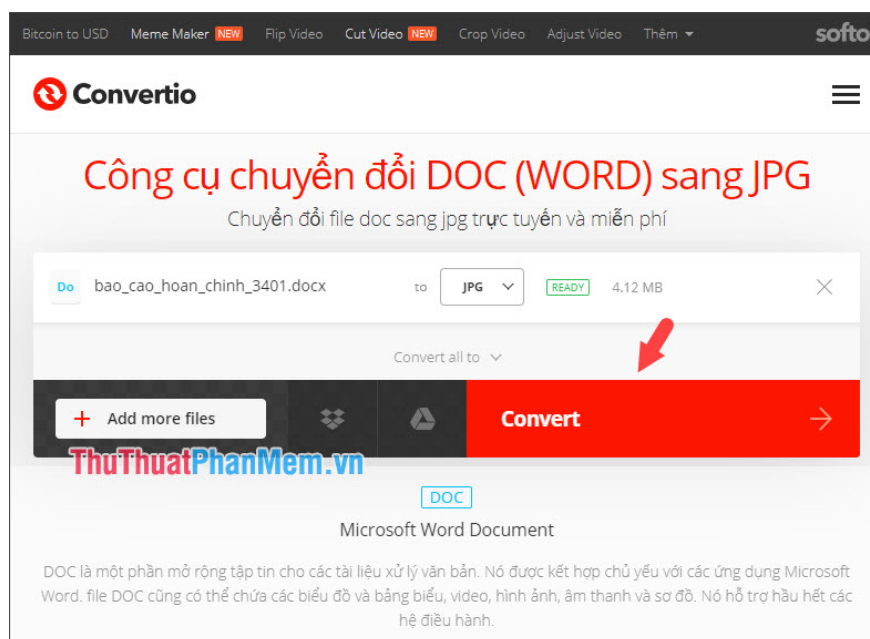 Bitcoin to USD Meme Maker NEW Flip Video Cut Video NEW Crop Video Adjust Video Thêm softo
Convertio
Công cụ chuyển đổi DOC (WORD) sang JPG
Chuyển đổi file doc sang jpg trực tuyến và miễn phí
Do bao_cao_hoan_chinh_3401.docx to JPG READY 4.12 MB
Convert all to
+ Add more files Convert
ThuThuatPhanMem.vn
DOC
Microsoft Word Document
DOC là một phần mở rộng tập tin cho các tài liệu xử lý văn bản. Nó được kết hợp chủ yếu với các ứng dụng Microsoft
Word. file DOC cũng có thể chứa các biểu đồ và bảng biểu, video, hình ảnh, âm thanh và sơ đồ. Nó hỗ trợ hầu hết các
hệ điều hành.